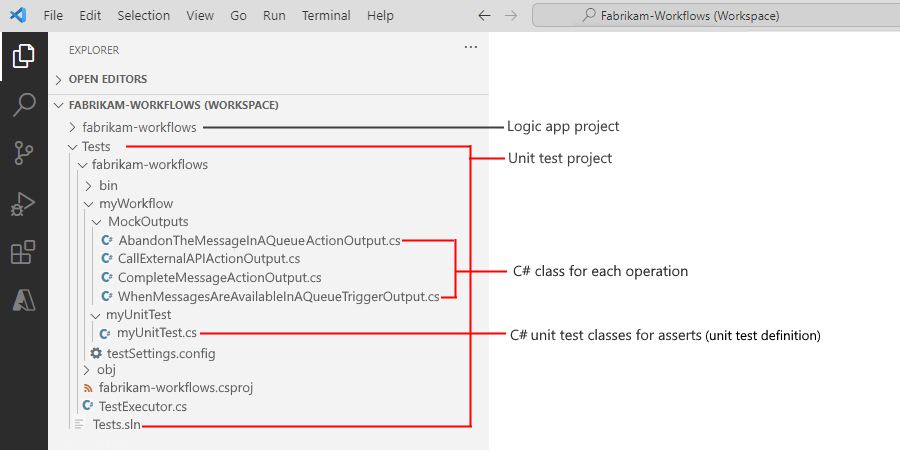 File Edit Selection View Go Run Terminal Help Fabrikam-Workflows (Workspace)
EXPLORER
OPEN EDITORS
FABRIKAM-WORKFLOWS (WORKSPACE)
fabrikam-workflows Logic app project
Tests
Unit test project
fabrikam-workflows
bin
myWorkflow
MockOutputs
C# AbandonTheMessageInAQueueActionOutput.cs
C# CallExternalAPIActionOutput.cs
C# class for each operation
C# CompleteMessageActionOutput.cs
C# WhenMessagesAreAvailableInAQueueTriggerOutput.cs
myUnitTest
C# myUnitTest.cs C# unit test classes for asserts (unit test definition)
testSettings.config
obj
fabrikam-workflows.csproj
C# TestExecutor.cs
Tests.sln